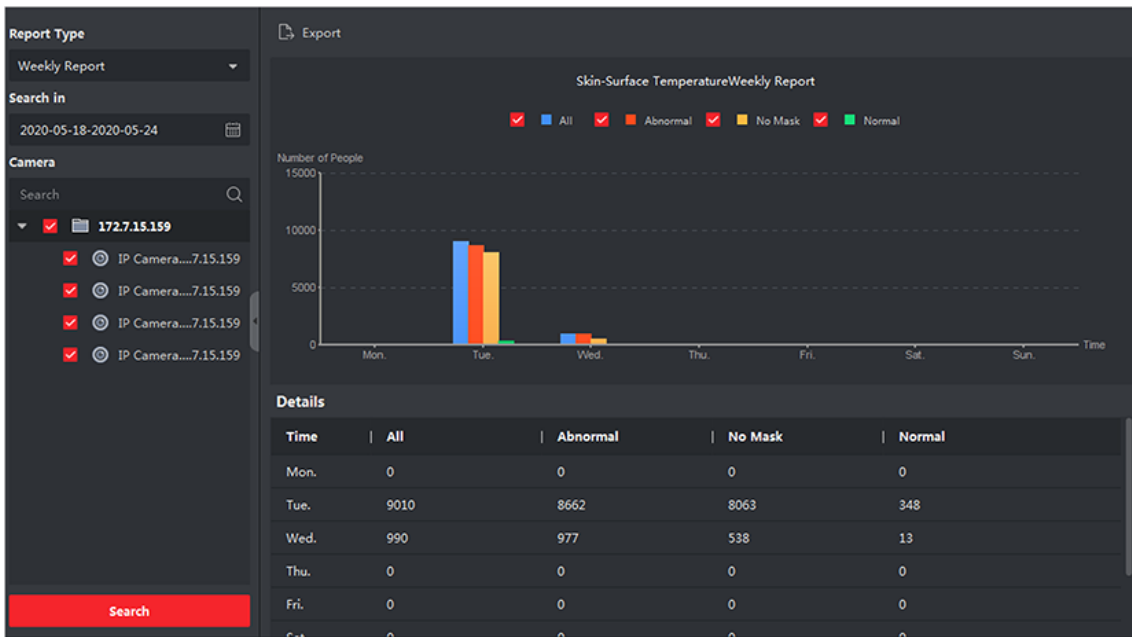 Report Type
Weekly Report
Search in
2020-05-18-2020-05-24
Camera
Search
172.7.15.159
IP Camera....7.15.159
IP Camera....7.15.159
IP Camera....7.15.159
IP Camera....7.15.159
Search
Export
Skin-Surface TemperatureWeekly Report
All Abnormal No Mask Normal
Number of People
15000
10000
5000
0
Mon. Tue. Wed. Thu. Fri. Sat. Sun. Time
Details
Time | All | Abnormal | No Mask | Normal
Mon. 0 0 0 0
Tue. 9010 8662 8063 348
Wed. 990 977 538 13
Thu. 0 0 0 0
Fri. 0 0 0 0
Sat. 0 0 0 0